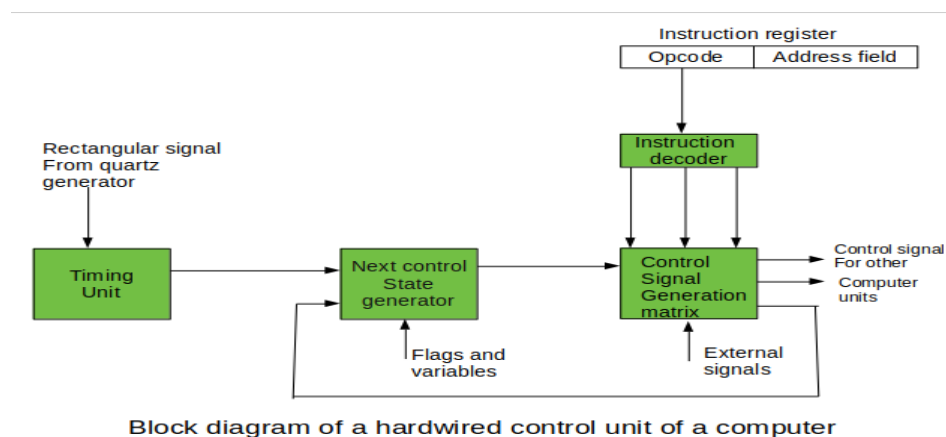 Instruction register
Opcode Address field
Instruction
decoder
Rectangular signal
From quartz
generator
Timing
Unit
Next control
State
generator
Control
Signal
Generation
matrix
Control signal
For other
Computer
units
Flags and
variables
External
signals
Block diagram of a hardwired control unit of a computer